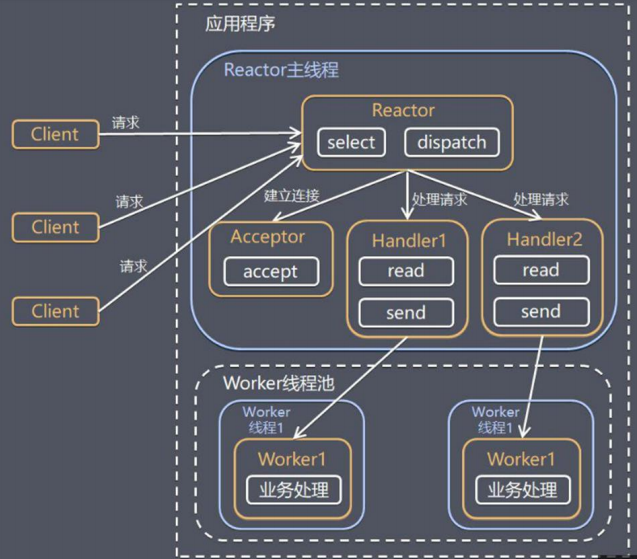 应用程序
Reactor主线程
Reactor
select
dispatch
Client
请求
Client
请求
Client
请求
建立连接
处理请求
处理请求
Acceptor
accept
Handler1
read
send
Handler2
read
send
Worker线程池
Worker
线程1
Worker1
业务处理
Worker
线程1
Worker1
业务处理